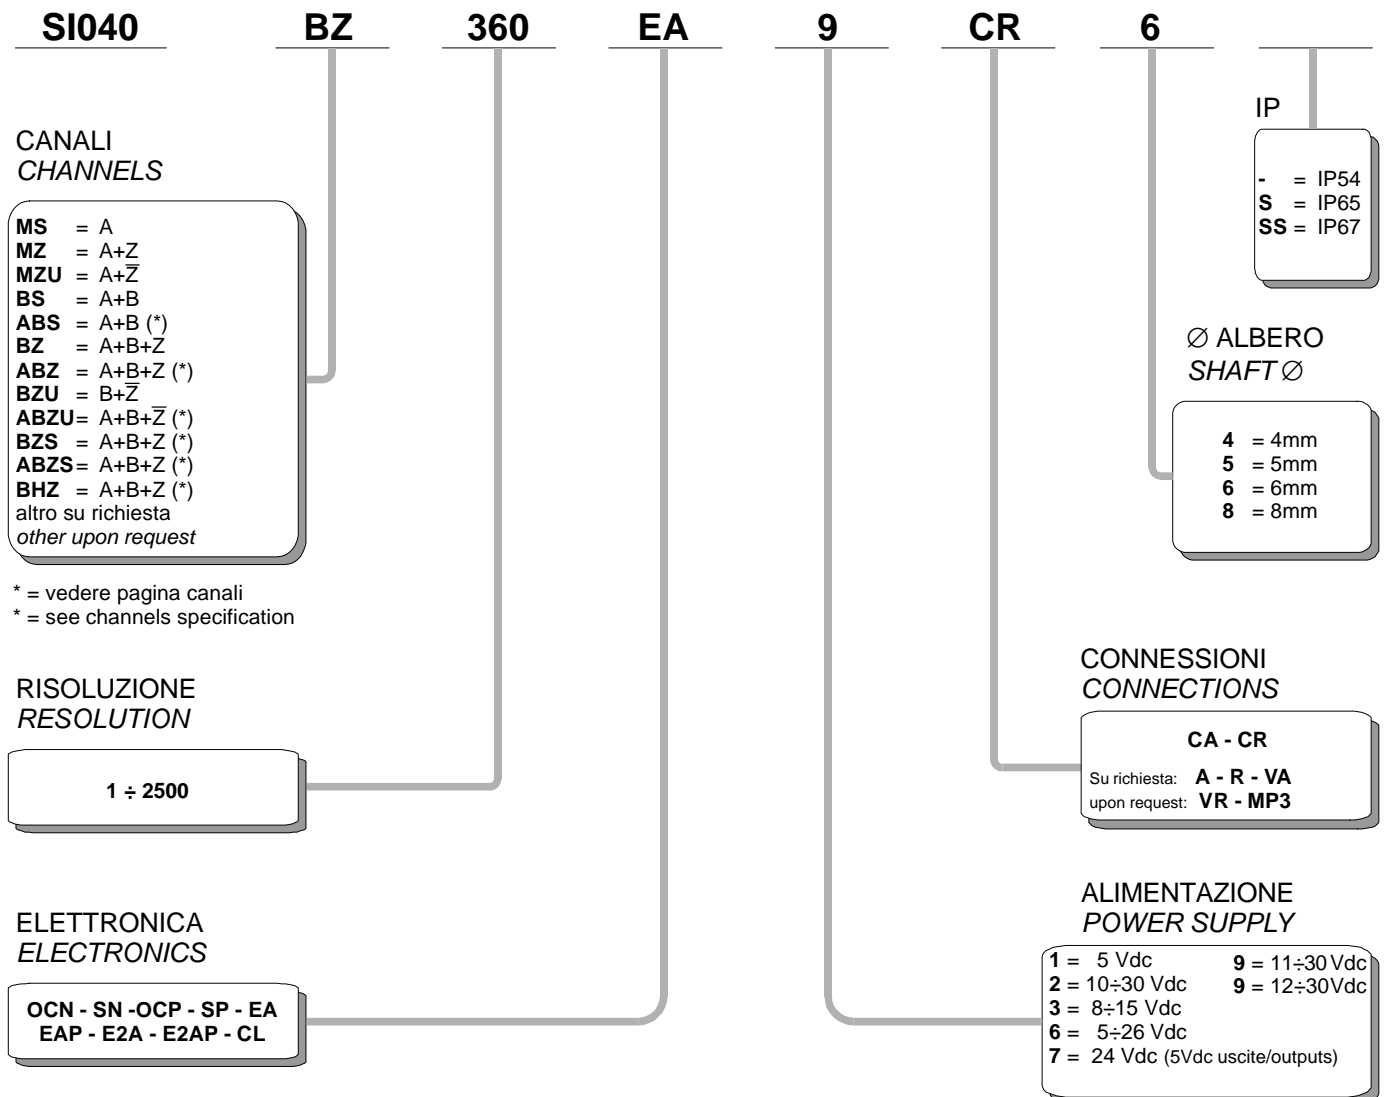 SI040 BZ 360 EA 9 CR 6
IP
- = IP54
S = IP65
SS = IP67
CANALI
CHANNELS
MS = A
MZ = A+Z
MZU = A+Z̅
BS = A+B
ABS = A+B (*)
BZ = A+B+Z
ABZ = A+B+Z (*)
BZU = B+Z̅
ABZU= A+B+Z̅ (*)
BZS = A+B+Z (*)
ABZS= A+B+Z (*)
BHZ = A+B+Z (*)
altro su richiesta
other upon request
* = vedere pagina canali
* = see channels specification
∅ ALBERO
SHAFT ∅
4 = 4mm
5 = 5mm
6 = 6mm
8 = 8mm
RISOLUZIONE
RESOLUTION
1 ÷ 2500
CONNESSIONI
CONNECTIONS
CA - CR
Su richiesta: A - R - VA
upon request: VR - MP3
ELETTRONICA
ELECTRONICS
OCN - SN -OCP - SP - EA
EAP - E2A - E2AP - CL
ALIMENTAZIONE
POWER SUPPLY
1 = 5 Vdc 9 = 11÷30 Vdc
2 = 10÷30 Vdc 9 = 12÷30Vdc
3 = 8÷15 Vdc
6 = 5÷26 Vdc
7 = 24 Vdc (5Vdc uscite/outputs)